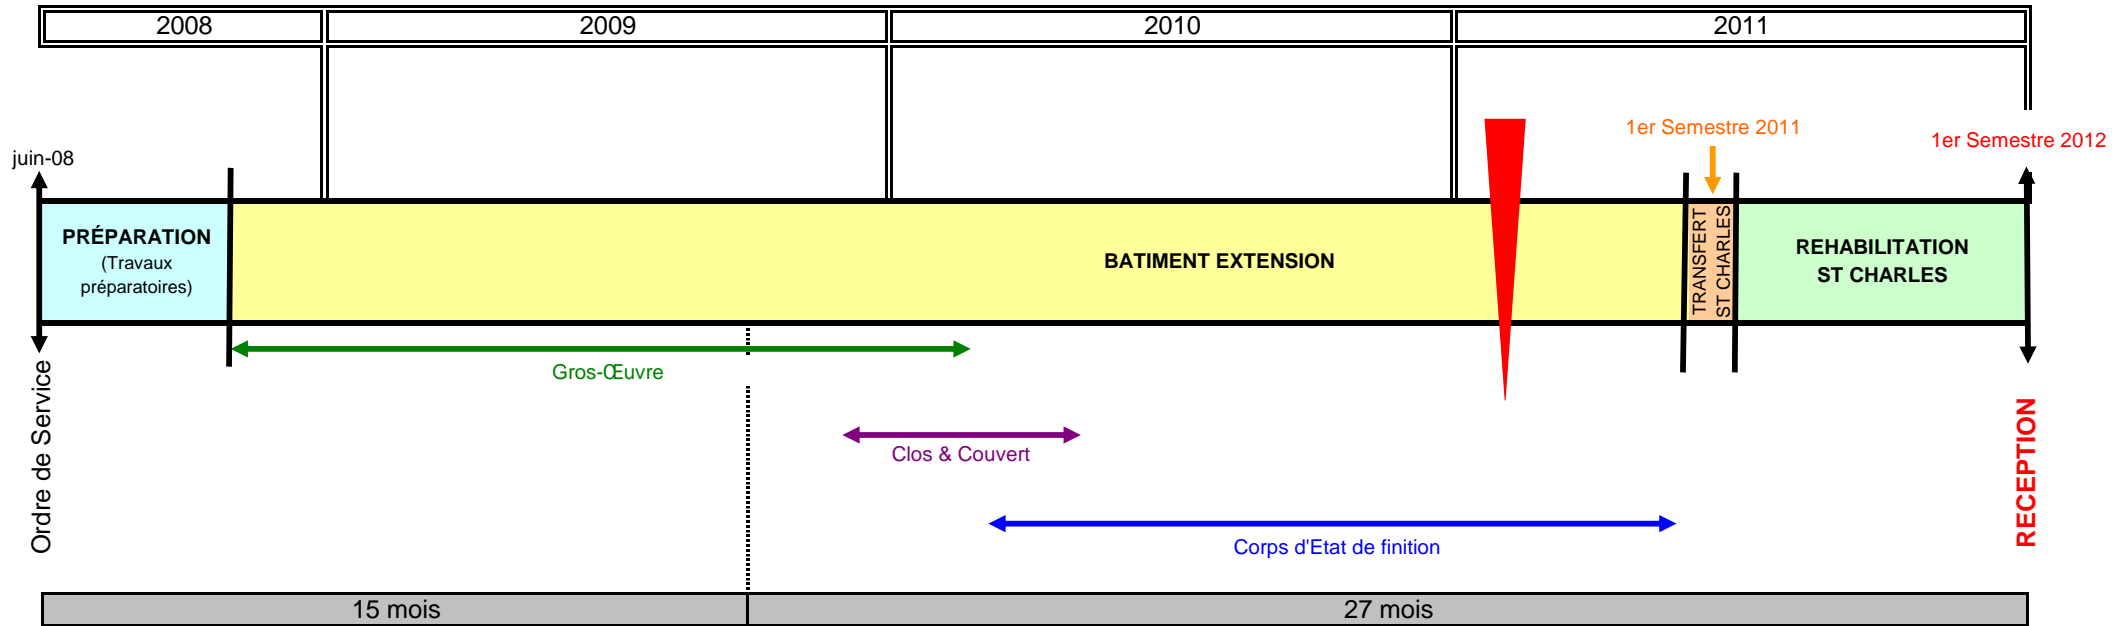 2008
2009
2010
2011
1er Semestre 2011
1er Semestre 2012
juin-08
PRÉPARATION
(Travaux
préparatoires)
BATIMENT EXTENSION
TRANSFERT
ST CHARLES
REHABILITATION
ST CHARLES
Gros-Œuvre
Clos & Couvert
Corps d'Etat de finition
Ordre de Service
RECEPTION
15 mois
27 mois